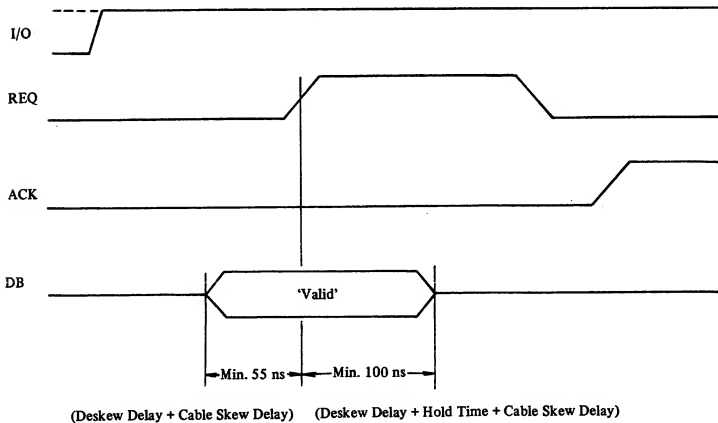 I/O
REQ
ACK
DB
'Valid'
Min. 55 ns
Min. 100 ns
(Deskew Delay + Cable Skew Delay)
(Deskew Delay + Hold Time + Cable Skew Delay)